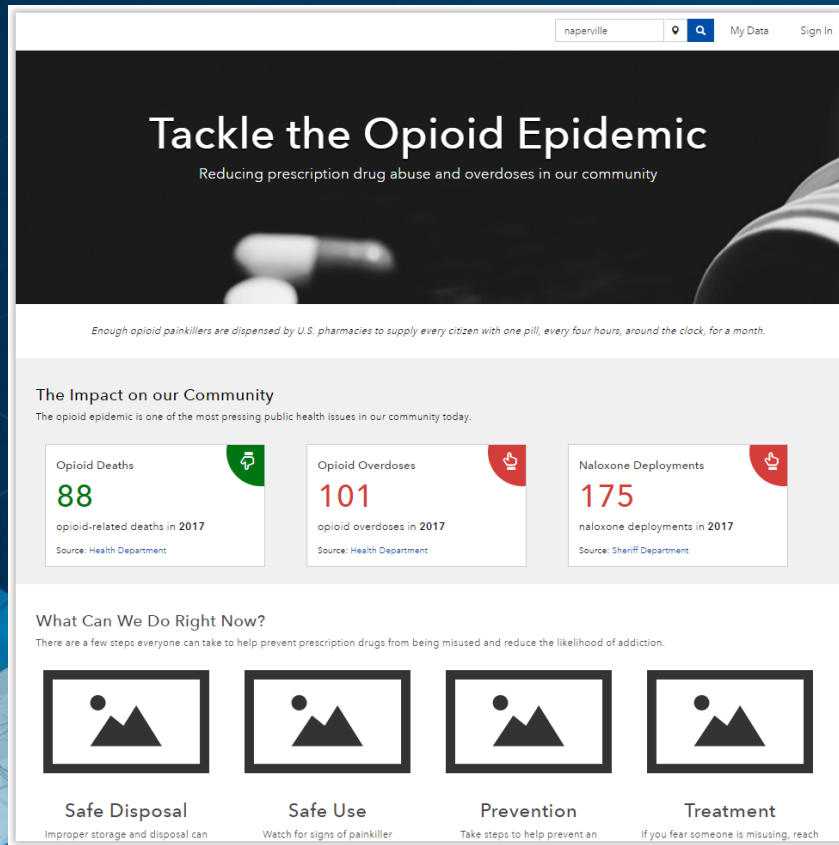 naperville
My Data
Sign In
Tackle the Opioid Epidemic
Reducing prescription drug abuse and overdoses in our community
Enough opioid painkillers are dispensed by U.S. pharmacies to supply every citizen with one pill, every four hours, around the clock, for a month.
The Impact on our Community
The opioid epidemic is one of the most pressing public health issues in our community today.
Opioid Deaths
88
opioid-related deaths in 2017
Source: Health Department
Opioid Overdoses
101
opioid overdoses in 2017
Source: Health Department
Naloxone Deployments
175
naloxone deployments in 2017
Source: Sheriff Department
What Can We Do Right Now?
There are a few steps everyone can take to help prevent prescription drugs from being misused and reduce the likelihood of addiction.
Safe Disposal
Improper storage and disposal can
Safe Use
Watch for signs of painkiller
Prevention
Take steps to help prevent an
Treatment
If you fear someone is misusing, reach